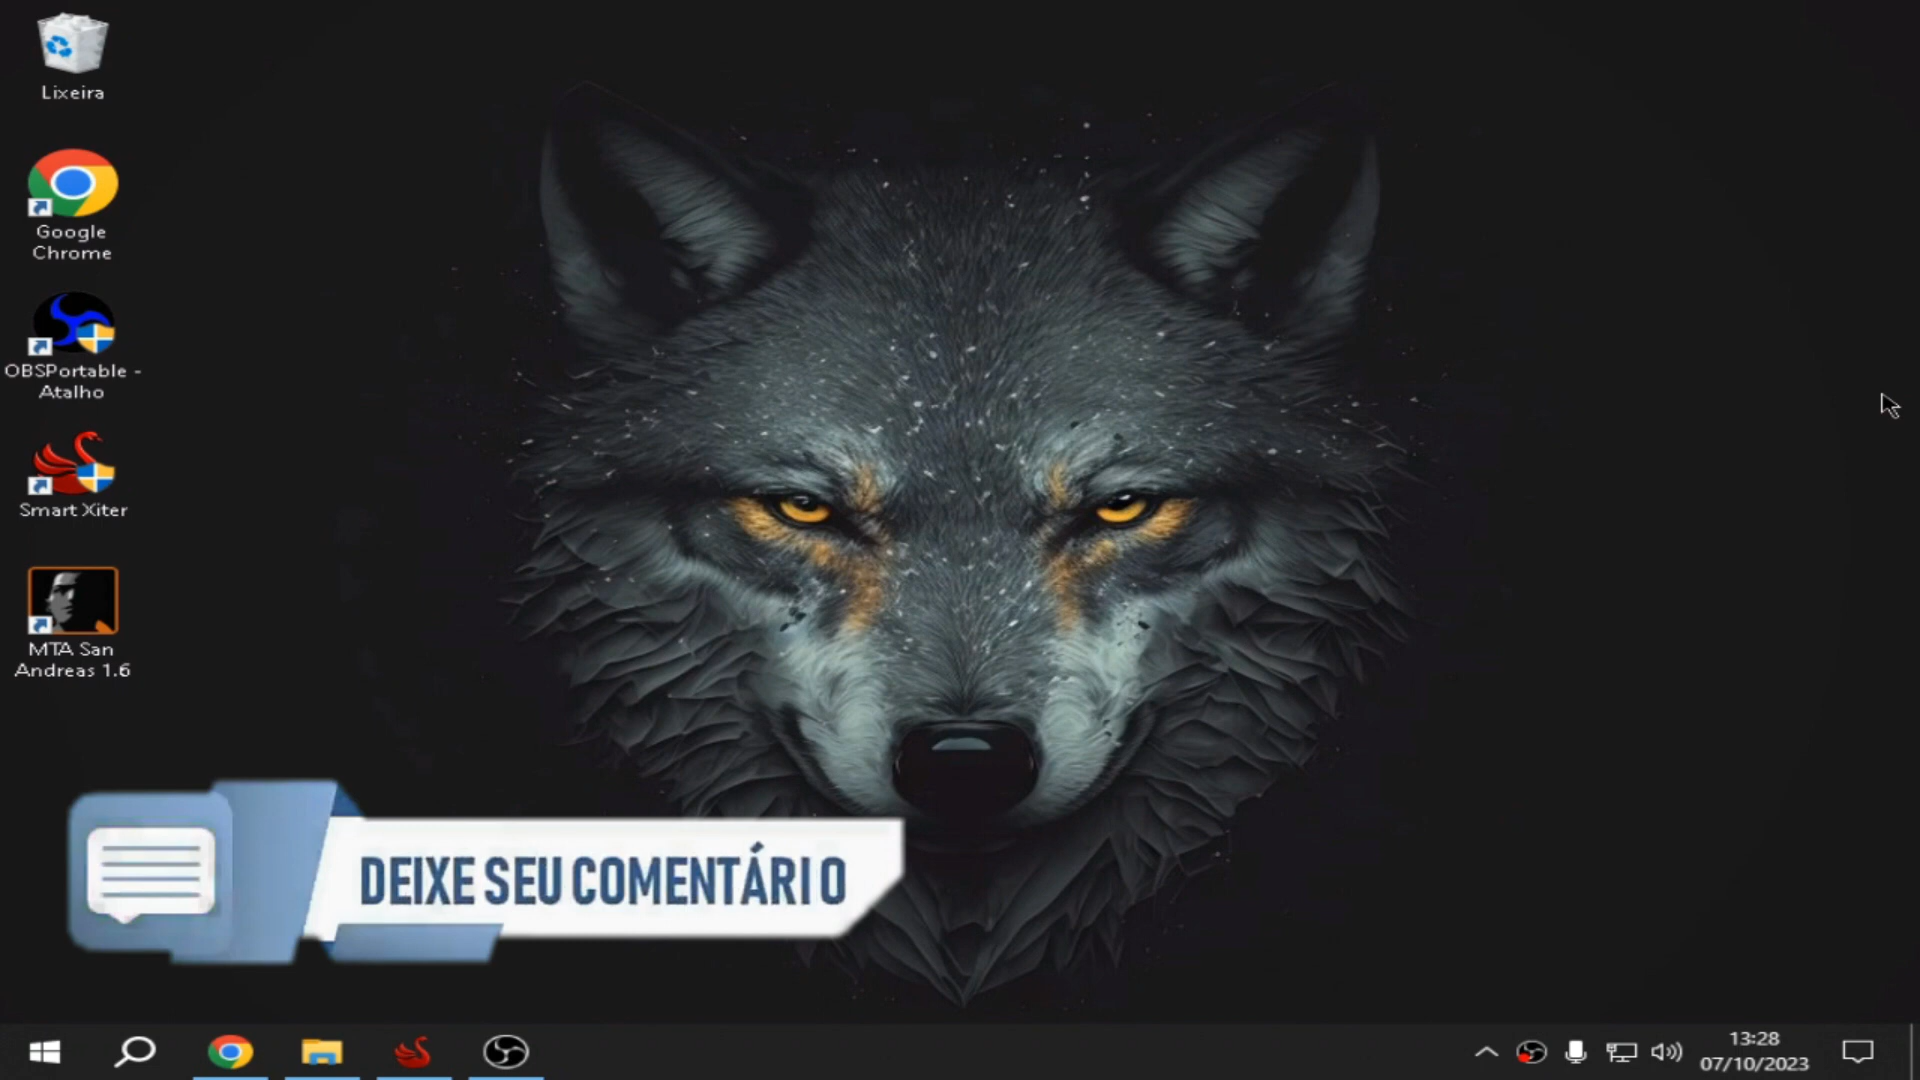 Lixeira
Google
Chrome
OBSPortable -
Atalho
Smart Xiter
MTA San
Andreas 1.6
DEIXE SEU COMENTÁRIO
13:28
07/10/2023